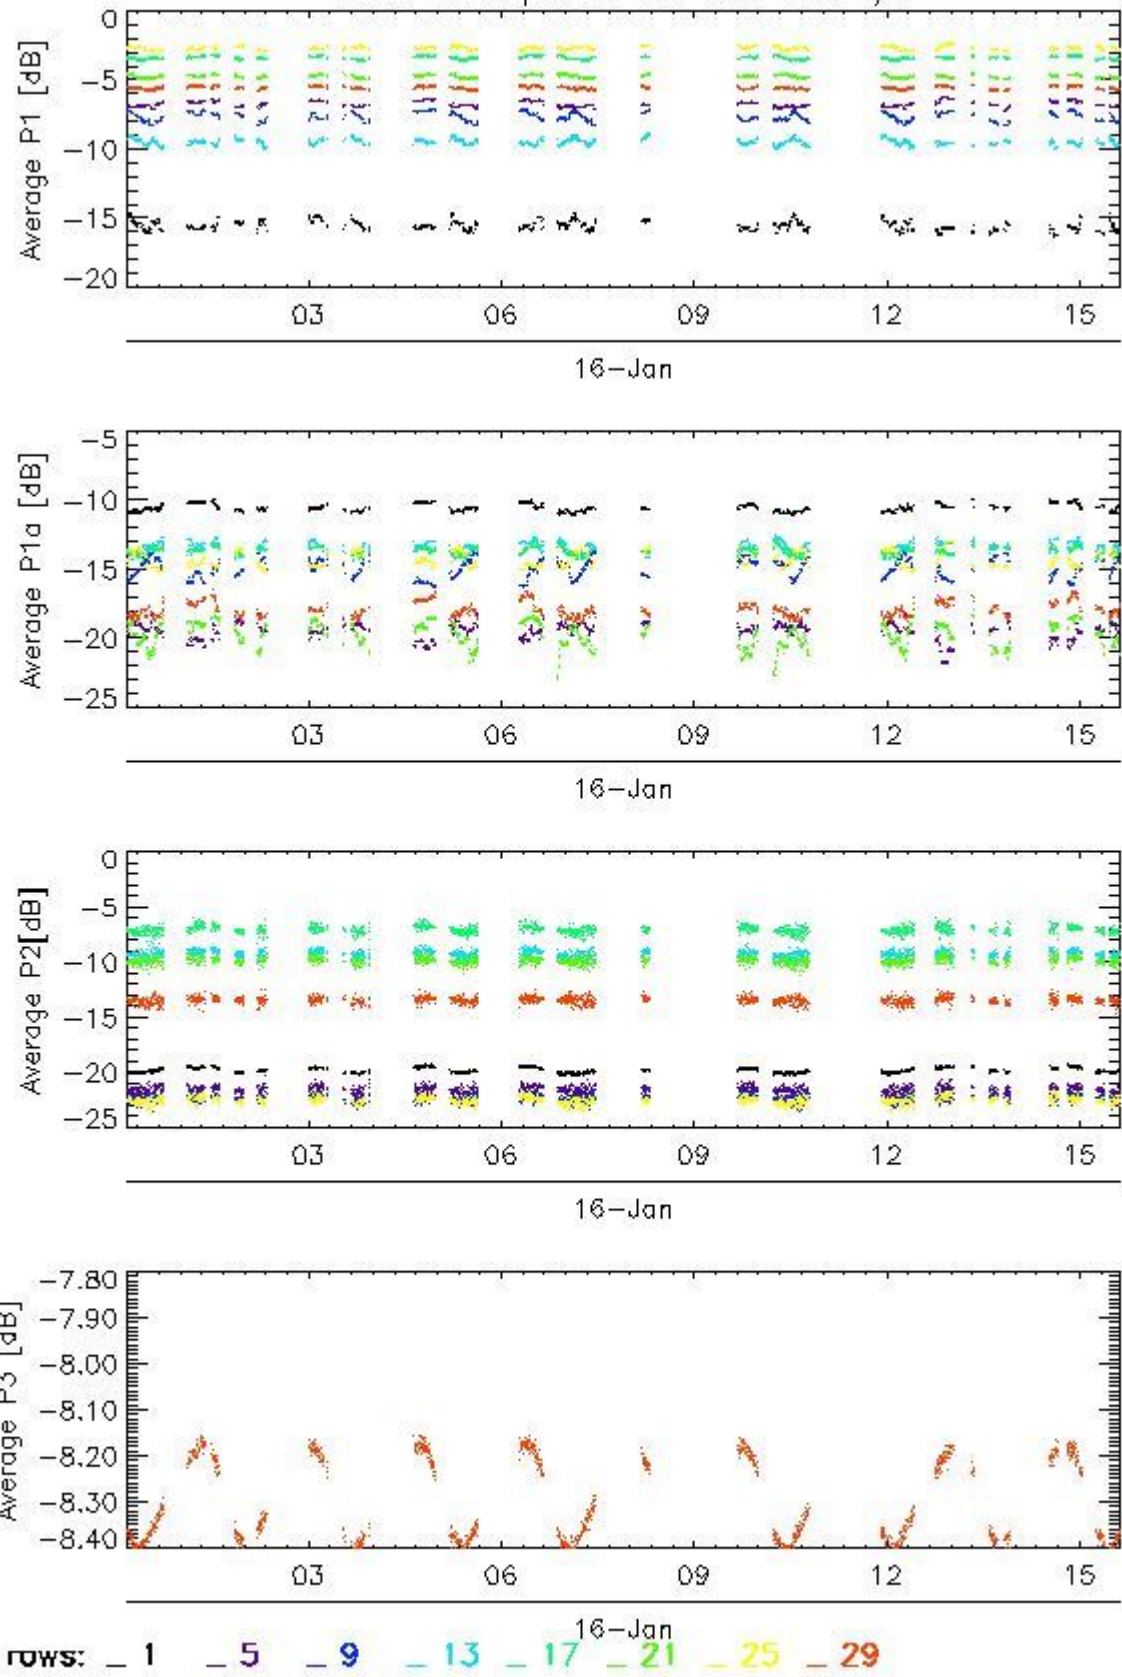 0
−5
−10
−15
−20
Average P1 [dB]
03 06 09 12 15
16−Jan
−5
−10
−15
−20
−25
Average P1a [dB]
03 06 09 12 15
16−Jan
0
−5
−10
−15
−20
−25
Average P2[dB]
03 06 09 12 15
16−Jan
−7.80
−7.90
−8.00
−8.10
−8.20
−8.30
−8.40
Average P3 [dB]
03 06 09 12 15
16−Jan
rows: _ 1 _ 5 _ 9 _ 13 _ 17 _ 21 _ 25 _ 29